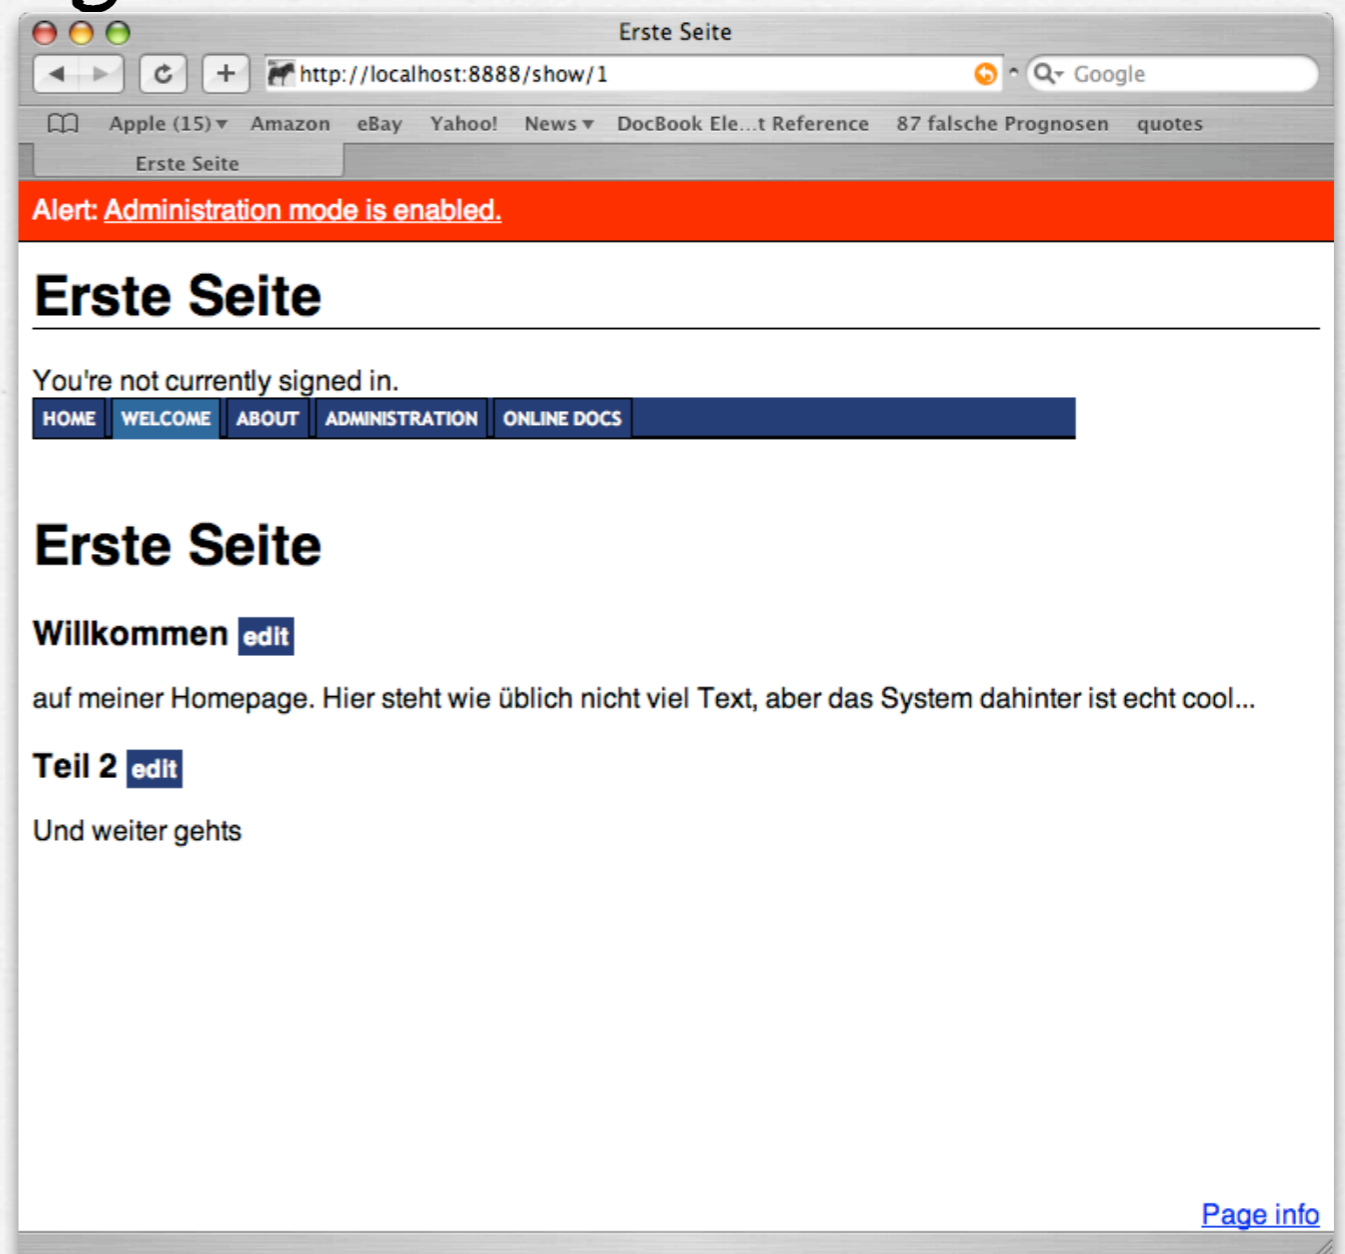 g
Erste Seite
http://localhost:8888/show/1 Google
Apple (15) Amazon eBay Yahoo! News DocBook Ele...t Reference 87 falsche Prognosen quotes
Erste Seite
Alert: Administration mode is enabled.
Erste Seite
You're not currently signed in.
HOME WELCOME ABOUT ADMINISTRATION ONLINE DOCS
Erste Seite
Willkommen edit
auf meiner Homepage. Hier steht wie üblich nicht viel Text, aber das System dahinter ist echt cool...
Teil 2 edit
Und weiter gehts
Page info